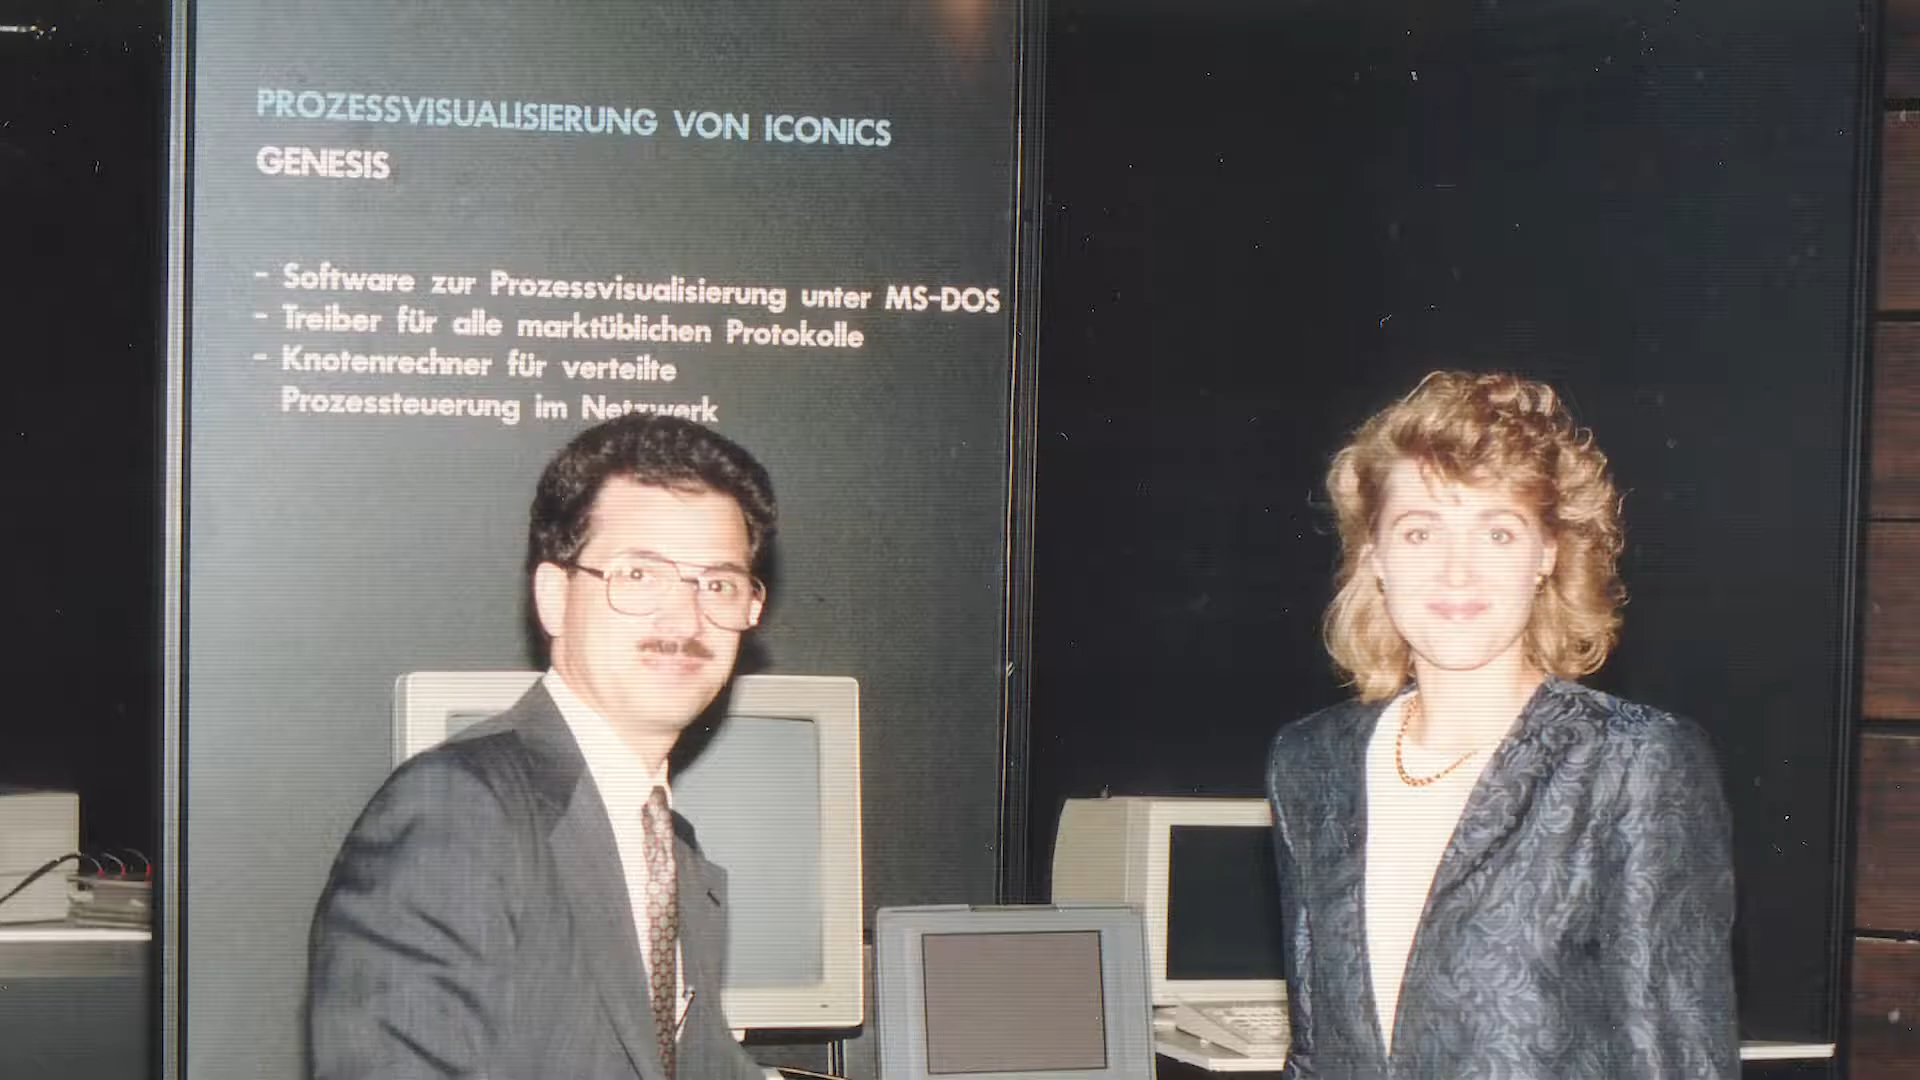 PROZESSVISUALISIERUNG VON ICONICS
GENESIS
- Software zur Prozessvisualisierung unter MS-DOS
- Treiber für alle marktüblichen Protokolle
- Knotenrechner für verteilte
Prozessteuerung im Netzwerk